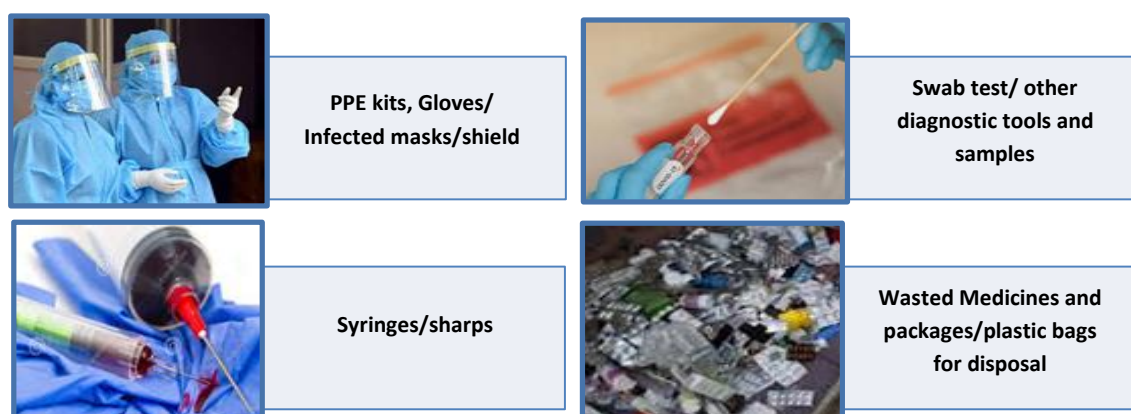 PPE kits, Gloves/
Infected masks/shield
Swab test/ other
diagnostic tools and
samples
Syringes/sharps
Wasted Medicines and
packages/plastic bags
for disposal